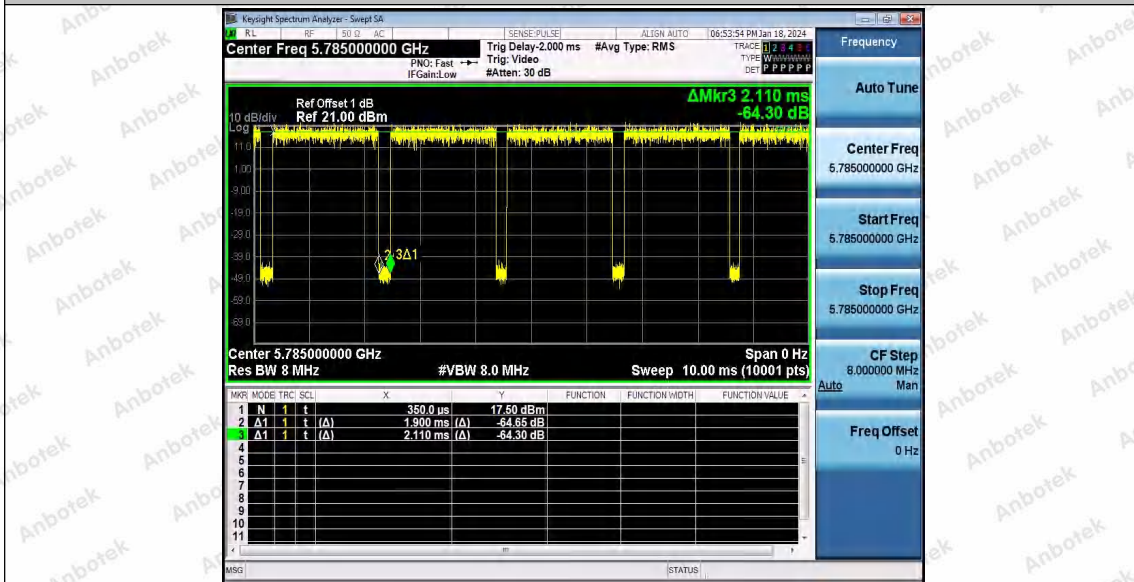 Keysight Spectrum Analyzer - Swept SA
RL RF 50 Ω AC SENSE:PULSE ALIGN AUTO 06:53:54 PM Jan 18, 2024
Center Freq 5.785000000 GHz
PNO: Fast
IFGain:Low
Trig Delay-2.000 ms
Trig: Video
#Atten: 30 dB
#Avg Type: RMS
TRACE 1 2 3 4 5 6
TYPE WWWWWW
DET P P P P P P
Frequency
Auto Tune
Center Freq
5.785000000 GHz
Start Freq
5.785000000 GHz
Stop Freq
5.785000000 GHz
CF Step
8.000000 MHz
Auto Man
Freq Offset
0 Hz
ΔMkr3 2.110 ms
-64.30 dB
Ref Offset 1 dB
10 dB/div Ref 21.00 dBm
Log
11.0
1.00
-9.00
-19.0
-29.0
-39.0
-49.0
-59.0
-69.0
2 3Δ1
Center 5.785000000 GHz Span 0 Hz
Res BW 8 MHz #VBW 8.0 MHz Sweep 10.00 ms (10001 pts)
MKR MODE TRC SCL X Y FUNCTION FUNCTION WIDTH FUNCTION VALUE
1 N 1 t 350.0 µs 17.50 dBm
2 Δ1 1 t (Δ) 1.900 ms (Δ) -64.65 dB
3 Δ1 1 t (Δ) 2.110 ms (Δ) -64.30 dB
4
5
6
7
8
9
10
11
MSG STATUS
Anbotek